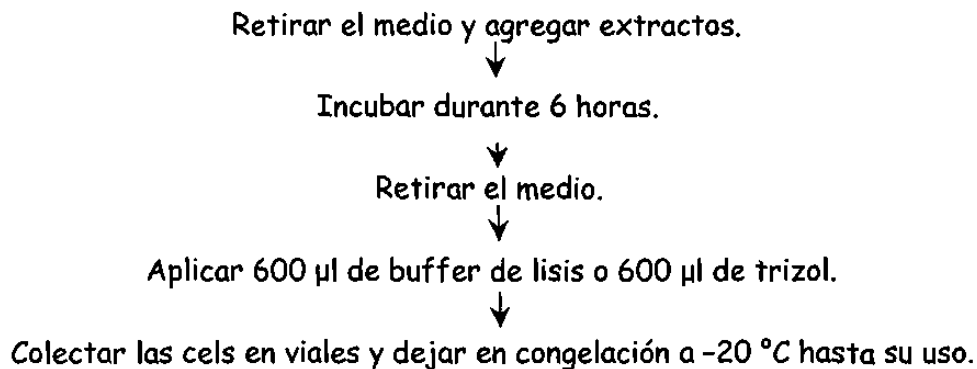 Retirar el medio y agregar extractos.
Incubar durante 6 horas.
Retirar el medio.
Aplicar 600 µl de buffer de lisis o 600 µl de trizol.
Colectar las cels en viales y dejar en congelación a -20 °C hasta su uso.